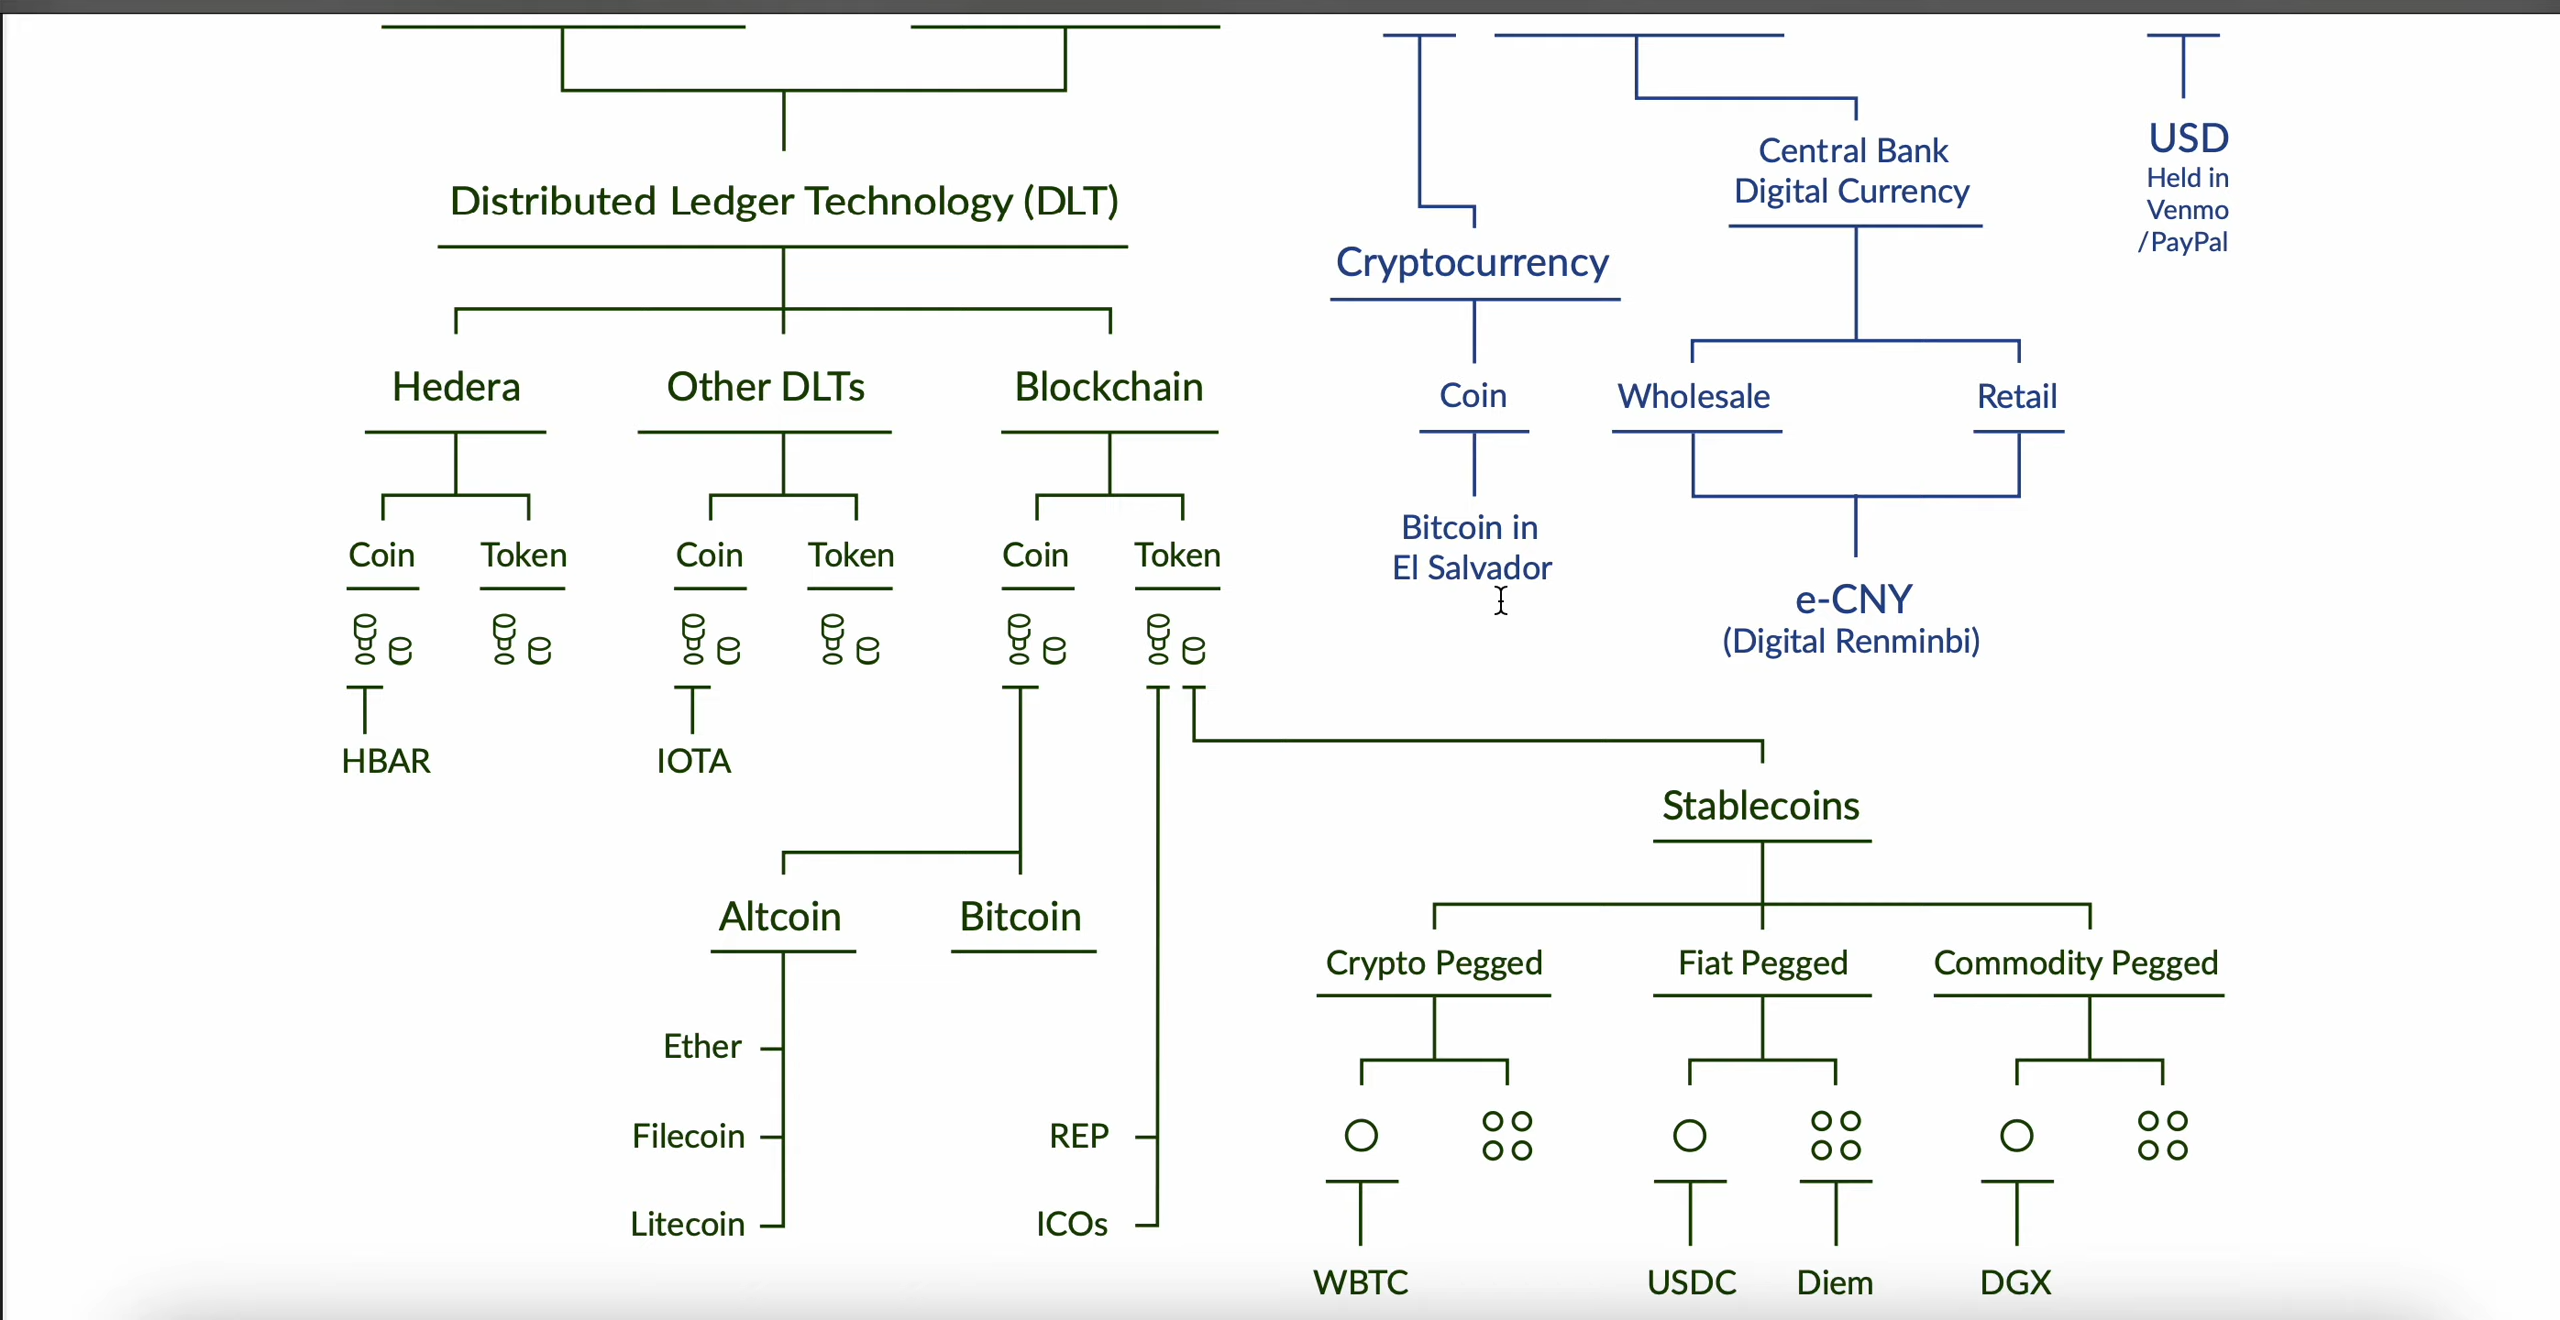 Distributed Ledger Technology (DLT)
Central Bank
Digital Currency
USD
Held in
Venmo
/PayPal
Cryptocurrency
Hedera
Other DLTs
Blockchain
Coin
Wholesale
Retail
Coin
Token
Coin
Token
Coin
Token
Bitcoin in
El Salvador
e-CNY
(Digital Renminbi)
HBAR
IOTA
Stablecoins
Altcoin
Bitcoin
Crypto Pegged
Fiat Pegged
Commodity Pegged
Ether
Filecoin
Litecoin
REP
ICOs
WBTC
USDC
Diem
DGX